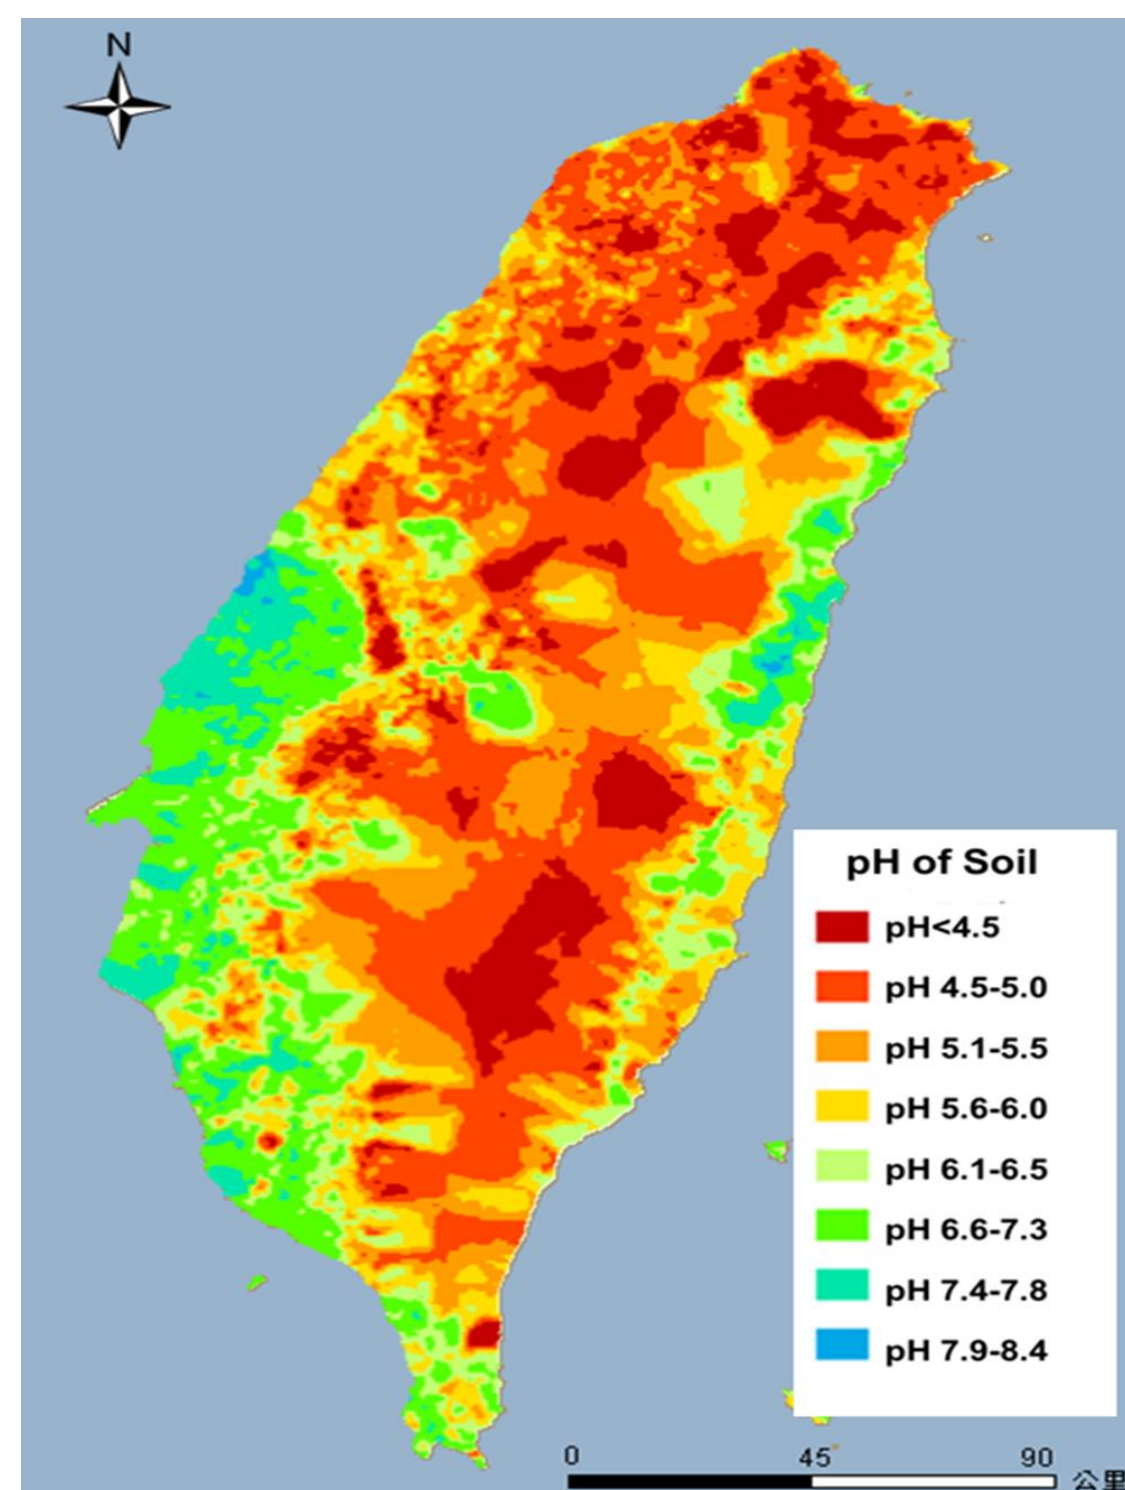 N
pH of Soil
pH<4.5
pH 4.5-5.0
pH 5.1-5.5
pH 5.6-6.0
pH 6.1-6.5
pH 6.6-7.3
pH 7.4-7.8
pH 7.9-8.4
0 45 90
公里